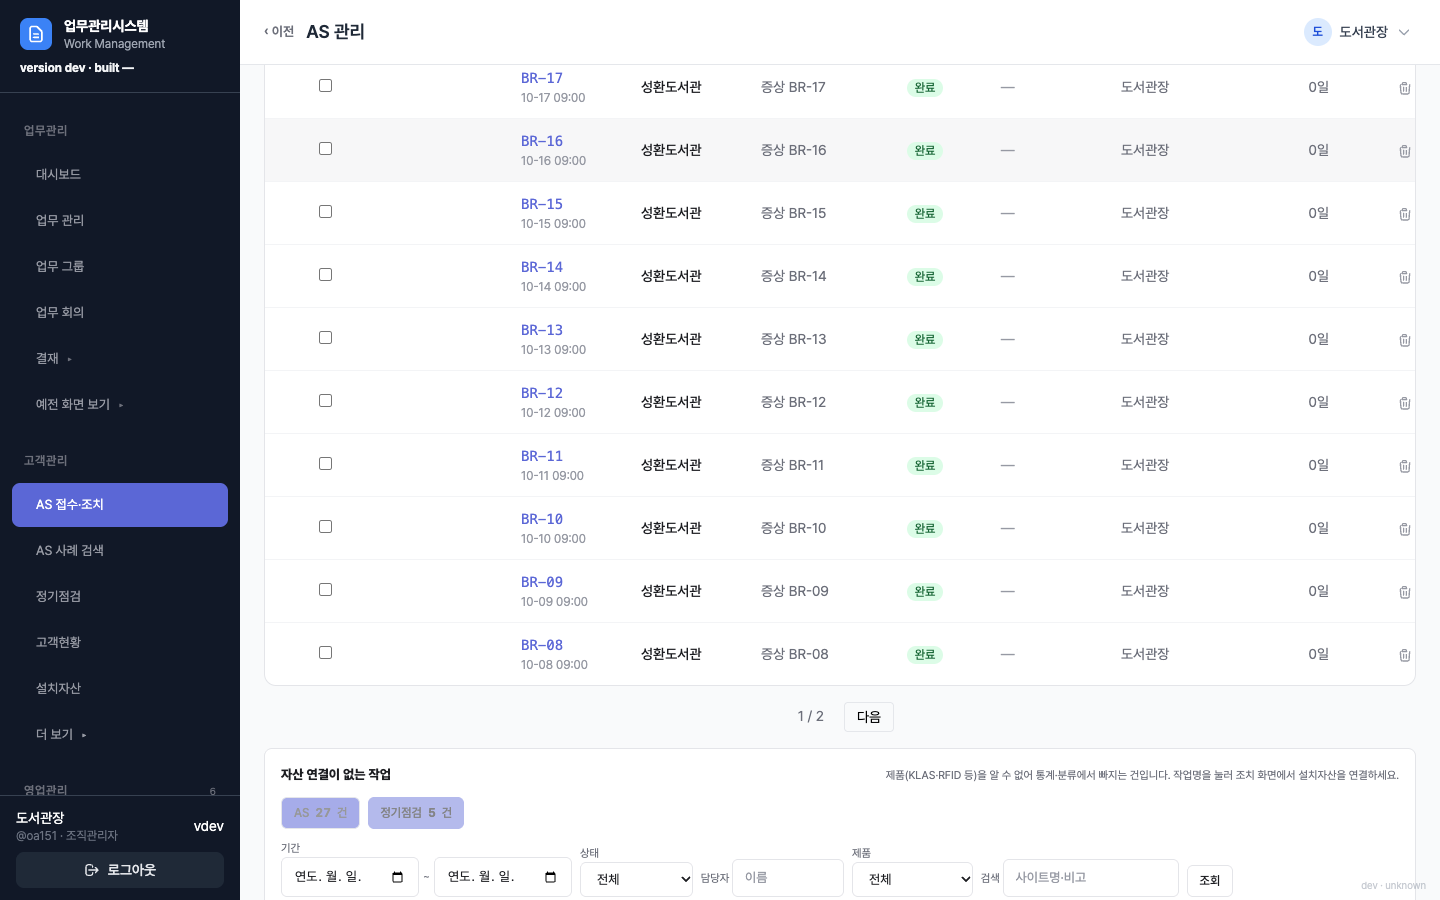 업무관리시스템
Work Management
version dev · built —
업무관리
대시보드
업무 관리
업무 그룹
업무 회의
결재 ▸
예전 화면 보기 ▸
고객관리
AS 접수·조치
AS 사례 검색
정기점검
고객현황
설치자산
더 보기 ▸
영업관리 6
도서관장
@oa151 · 조직관리자
vdev
로그아웃
‹ 이전 AS 관리
도 도서관장
BR-17
10-17 09:00
성환도서관 증상 BR-17 완료 — 도서관장 0일
BR-16
10-16 09:00
성환도서관 증상 BR-16 완료 — 도서관장 0일
BR-15
10-15 09:00
성환도서관 증상 BR-15 완료 — 도서관장 0일
BR-14
10-14 09:00
성환도서관 증상 BR-14 완료 — 도서관장 0일
BR-13
10-13 09:00
성환도서관 증상 BR-13 완료 — 도서관장 0일
BR-12
10-12 09:00
성환도서관 증상 BR-12 완료 — 도서관장 0일
BR-11
10-11 09:00
성환도서관 증상 BR-11 완료 — 도서관장 0일
BR-10
10-10 09:00
성환도서관 증상 BR-10 완료 — 도서관장 0일
BR-09
10-09 09:00
성환도서관 증상 BR-09 완료 — 도서관장 0일
BR-08
10-08 09:00
성환도서관 증상 BR-08 완료 — 도서관장 0일
1 / 2 다음
자산 연결이 없는 작업
제품(KLAS·RFID 등)을 알 수 없어 통계·분류에서 빠지는 건입니다. 작업명을 눌러 조치 화면에서 설치자산을 연결하세요.
AS 27 건 정기점검 5 건
기간
연도. 월. 일. ~ 연도. 월. 일.
상태
전체
담당자 이름
제품
전체
검색 사이트명·비고
조회
dev · unknown